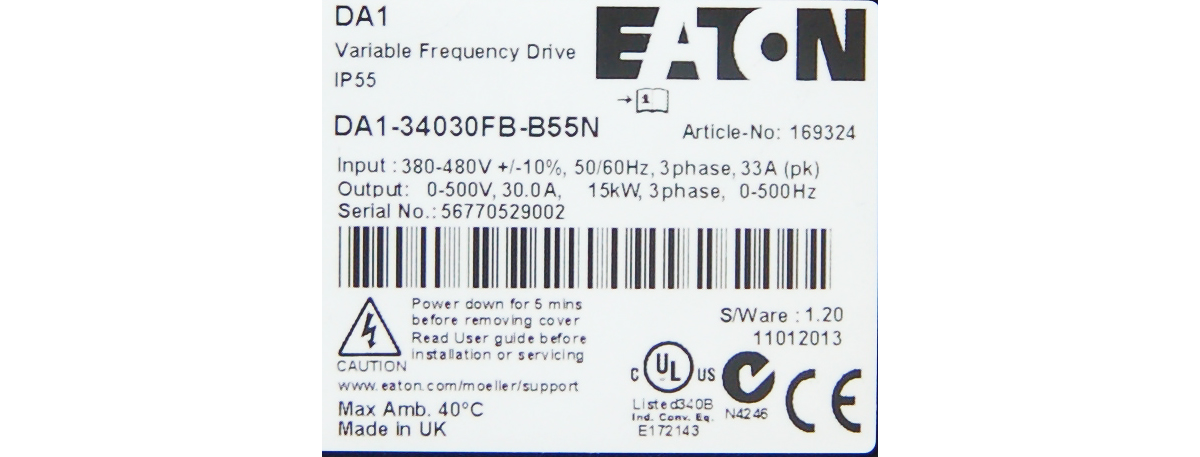 DA1
EATON
Variable Frequency Drive
IP55
→ i
DA1-34030FB-B55N
Article-No: 169324
Input : 380-480V +/-10%, 50/60Hz, 3phase, 33A (pk)
Output: 0-500V, 30.0A, 15kW, 3phase, 0-500Hz
Serial No.: 56770529002
Power down for 5 mins
before removing cover
Read User guide before
installation or servicing
CAUTION
S/Ware : 1.20
11012013
www.eaton.com/moeller/support
Max Amb. 40°C
Made in UK
C UL US
Listed340B
Ind. Conv. Eq.
E172143
N4246
CE